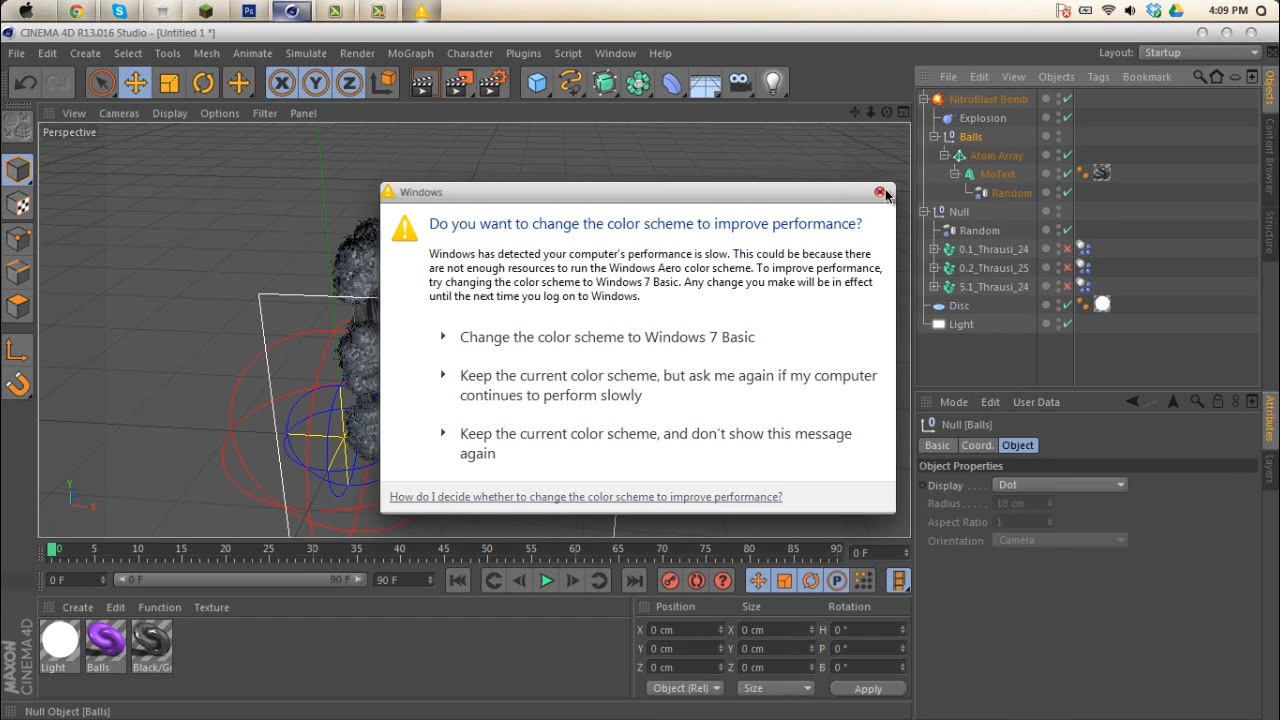 4:09 PM
CINEMA 4D R13.016 Studio - [Untitled 1 *]
File Edit Create Select Tools Mesh Animate Simulate Render MoGraph Character Plugins Script Window Help
Layout: Startup
X Y Z
File Edit View Objects Tags Bookmark
View Cameras Display Options Filter Panel
Perspective
NitroBlast Bomb
Explosion
Balls
Atom Array
MoText
Random
Null
Random
0.1_Thrausi_24
0.2_Thrausi_25
5.1_Thrausi_24
Disc
Light
Objects
Content Browser
Structure
Windows
Do you want to change the color scheme to improve performance?
Windows has detected your computer's performance is slow. This could be because there
are not enough resources to run the Windows Aero color scheme. To improve performance,
try changing the color scheme to Windows 7 Basic. Any change you make will be in effect
until the next time you log on to Windows.
Change the color scheme to Windows 7 Basic
Keep the current color scheme, but ask me again if my computer
continues to perform slowly
Keep the current color scheme, and don't show this message
again
How do I decide whether to change the color scheme to improve performance?
Y
X
Mode Edit User Data
Null [Balls]
Basic Coord. Object
Object Properties
Display Dot
Radius 10 cm
Aspect Ratio 1
Orientation Camera
Attributes
Layers
0 5 10 15 20 25 30 35 40 45 50 55 60 65 70 75 80 85 90 0 F
0 F 0 F 90 F 90 F
P
Create Edit Function Texture
Light Balls Black/Gr
Position Size Rotation
X 0 cm X 0 cm H 0 °
Y 0 cm Y 0 cm P 0 °
Z 0 cm Z 0 cm B 0 °
Object (Rel) Size Apply
MAXON CINEMA4D
Null Object [Balls]